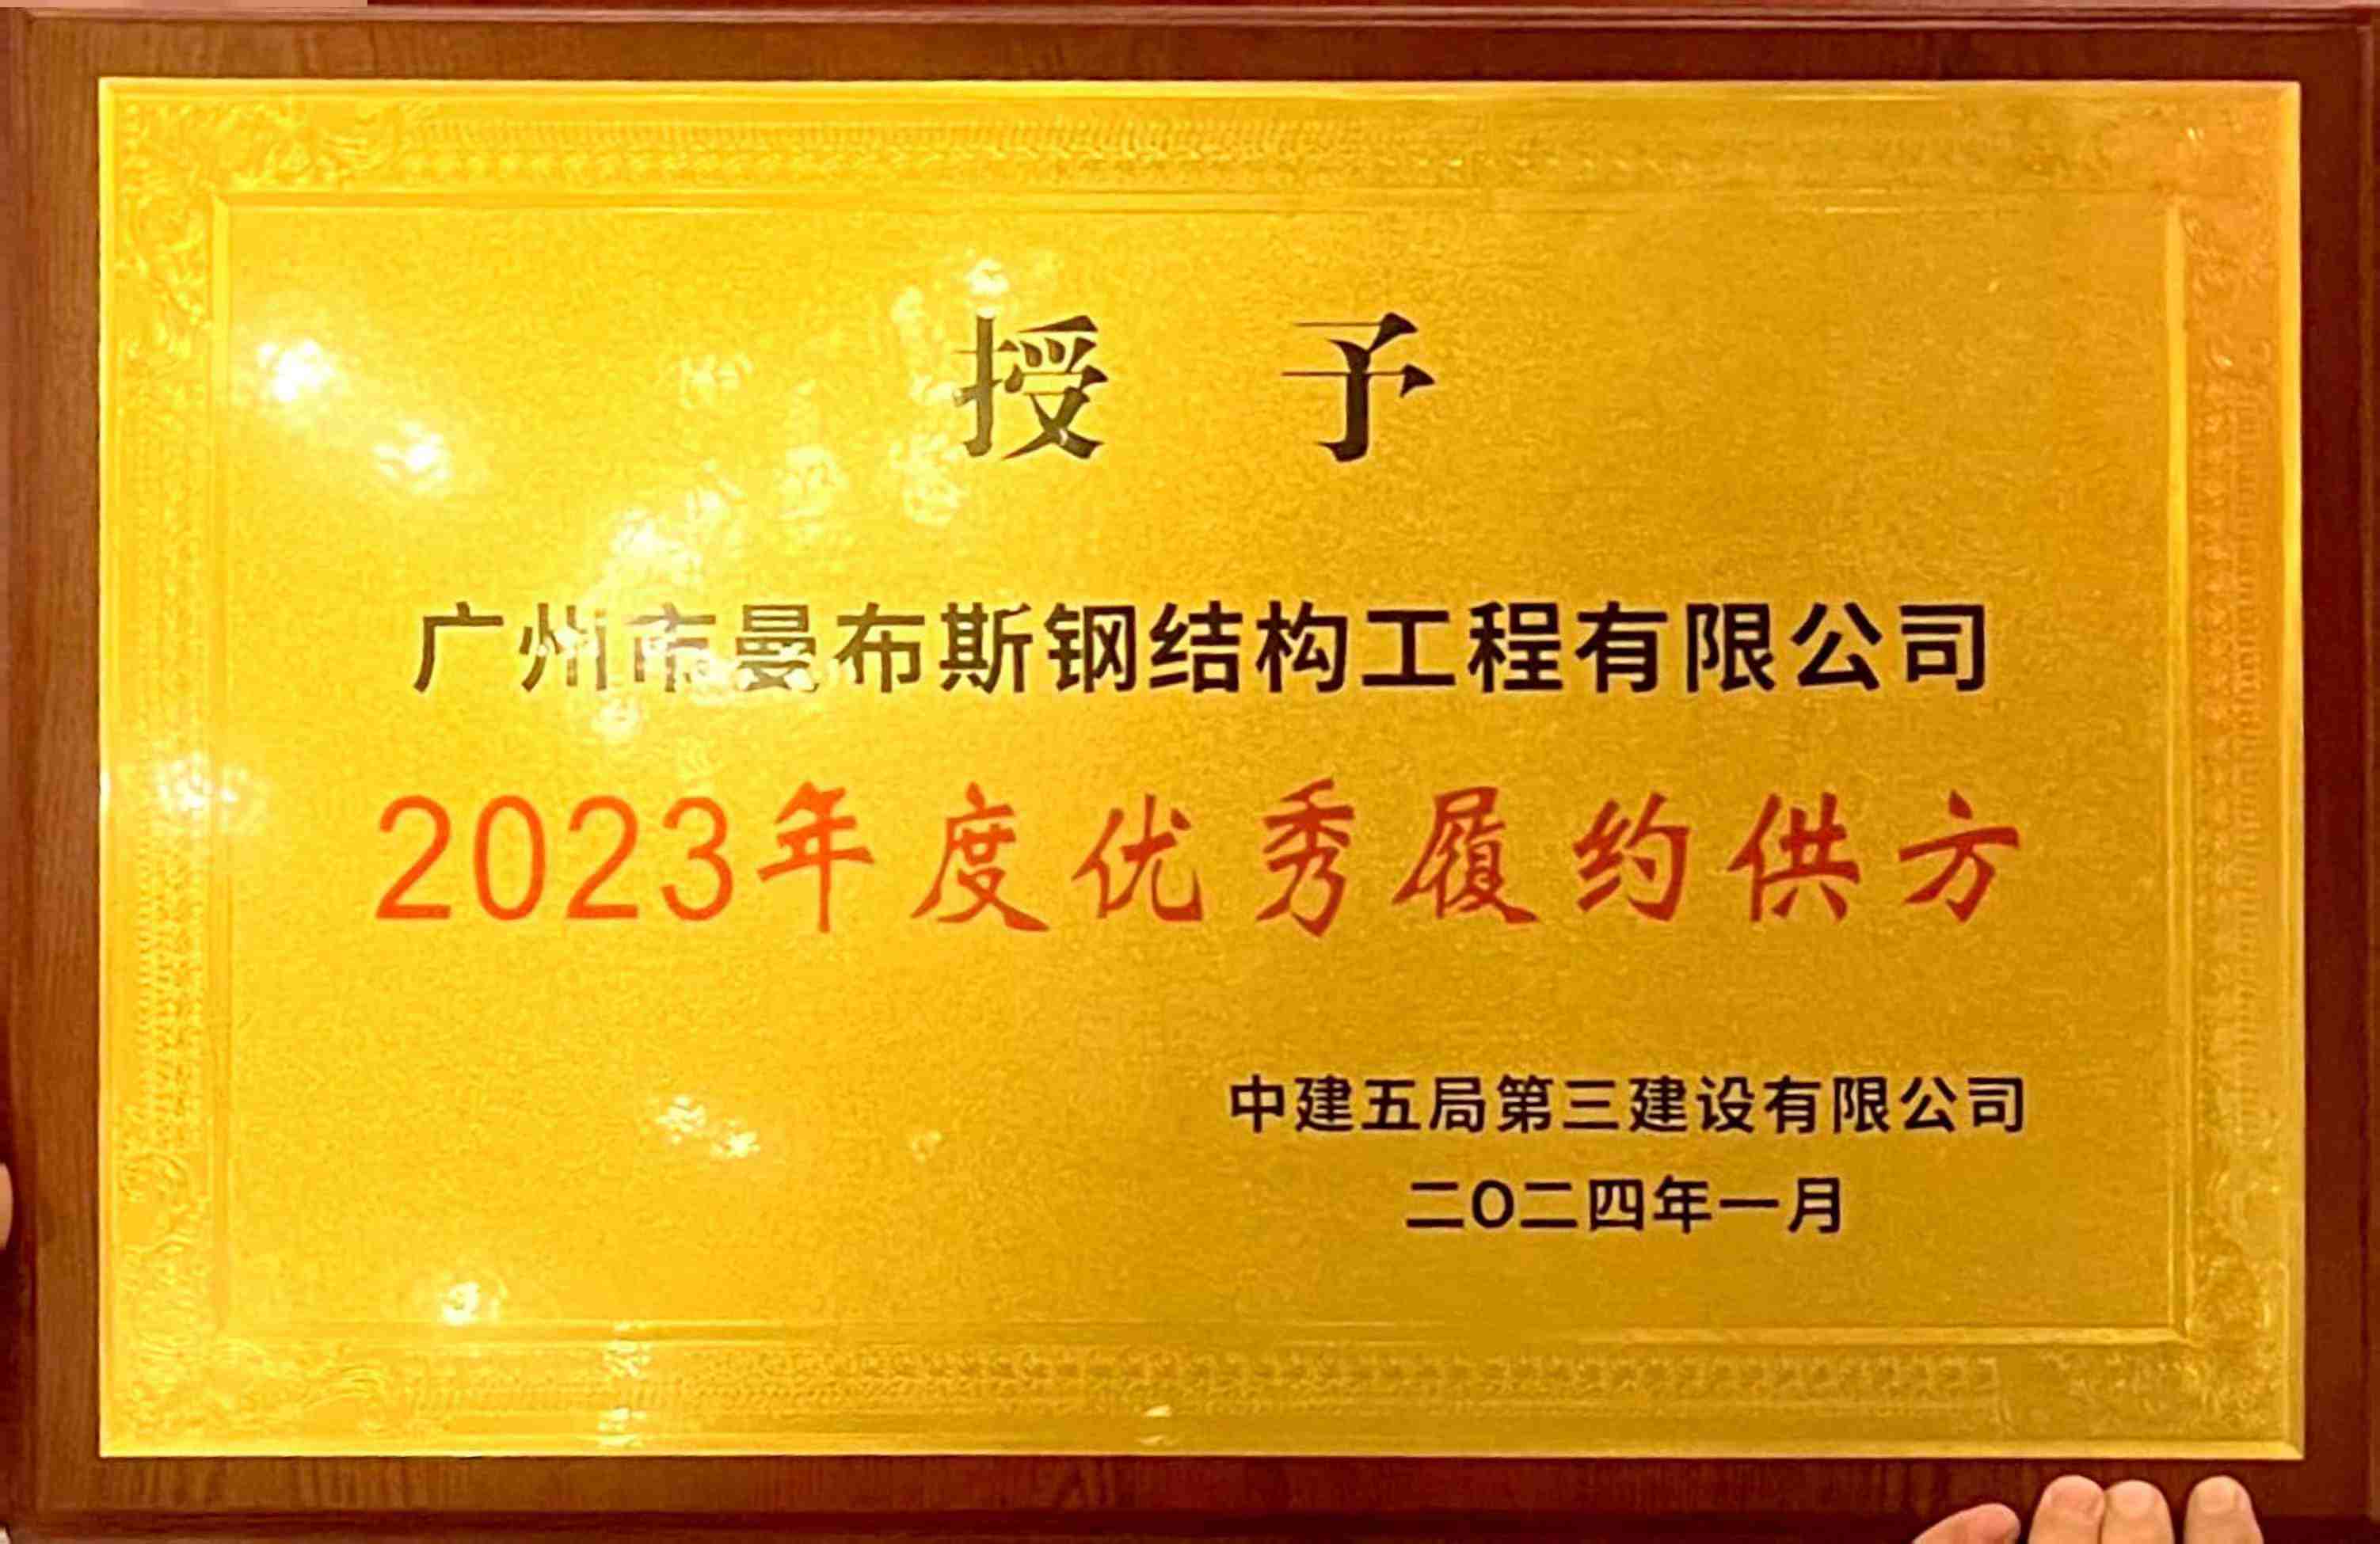 授予
广州市曼布斯钢结构工程有限公司
2023年度优秀履约供方
中建五局第三建设有限公司
二〇二四年一月